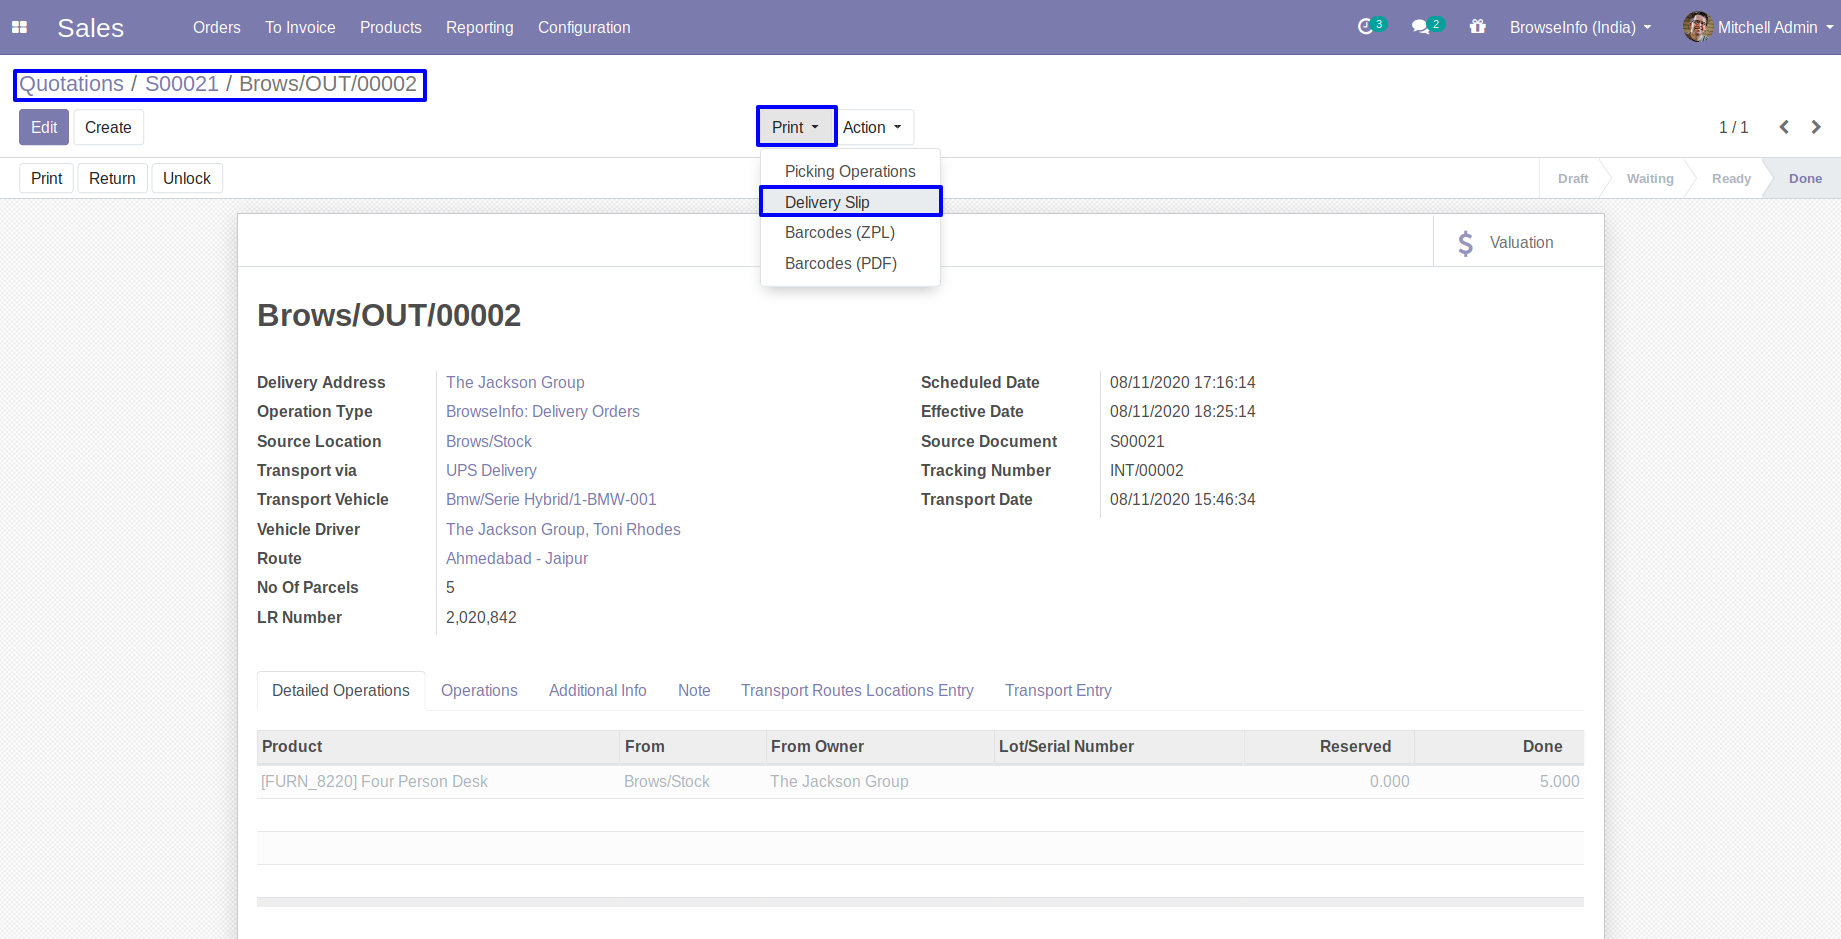 Sales Orders To Invoice Products Reporting Configuration 3 2 BrowseInfo (India) Mitchell Admin
Quotations / S00021 / Brows/OUT/00002
Edit Create Print Action 1 / 1
Print Return Unlock Draft Waiting Ready Done
Picking Operations
Delivery Slip
Barcodes (ZPL)
Barcodes (PDF)
$ Valuation
Brows/OUT/00002
Delivery Address The Jackson Group Scheduled Date 08/11/2020 17:16:14
Operation Type BrowseInfo: Delivery Orders Effective Date 08/11/2020 18:25:14
Source Location Brows/Stock Source Document S00021
Transport via UPS Delivery Tracking Number INT/00002
Transport Vehicle Bmw/Serie Hybrid/1-BMW-001 Transport Date 08/11/2020 15:46:34
Vehicle Driver The Jackson Group, Toni Rhodes
Route Ahmedabad - Jaipur
No Of Parcels 5
LR Number 2,020,842
Detailed Operations Operations Additional Info Note Transport Routes Locations Entry Transport Entry
Product From From Owner Lot/Serial Number Reserved Done
[FURN_8220] Four Person Desk Brows/Stock The Jackson Group 0.000 5.000